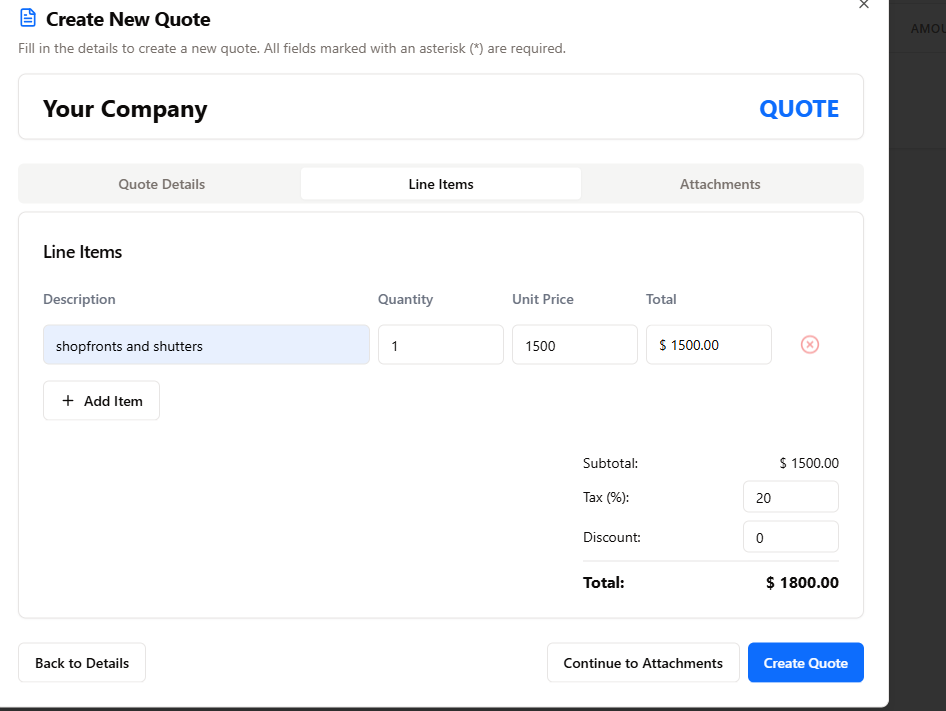 Create New Quote
Fill in the details to create a new quote. All fields marked with an asterisk (*) are required.
Your Company
QUOTE
Quote Details
Line Items
Attachments
Line Items
Description
Quantity
Unit Price
Total
shopfronts and shutters
1
1500
$ 1500.00
+ Add Item
Subtotal:
$ 1500.00
Tax (%):
20
Discount:
0
Total:
$ 1800.00
Back to Details
Continue to Attachments
Create Quote